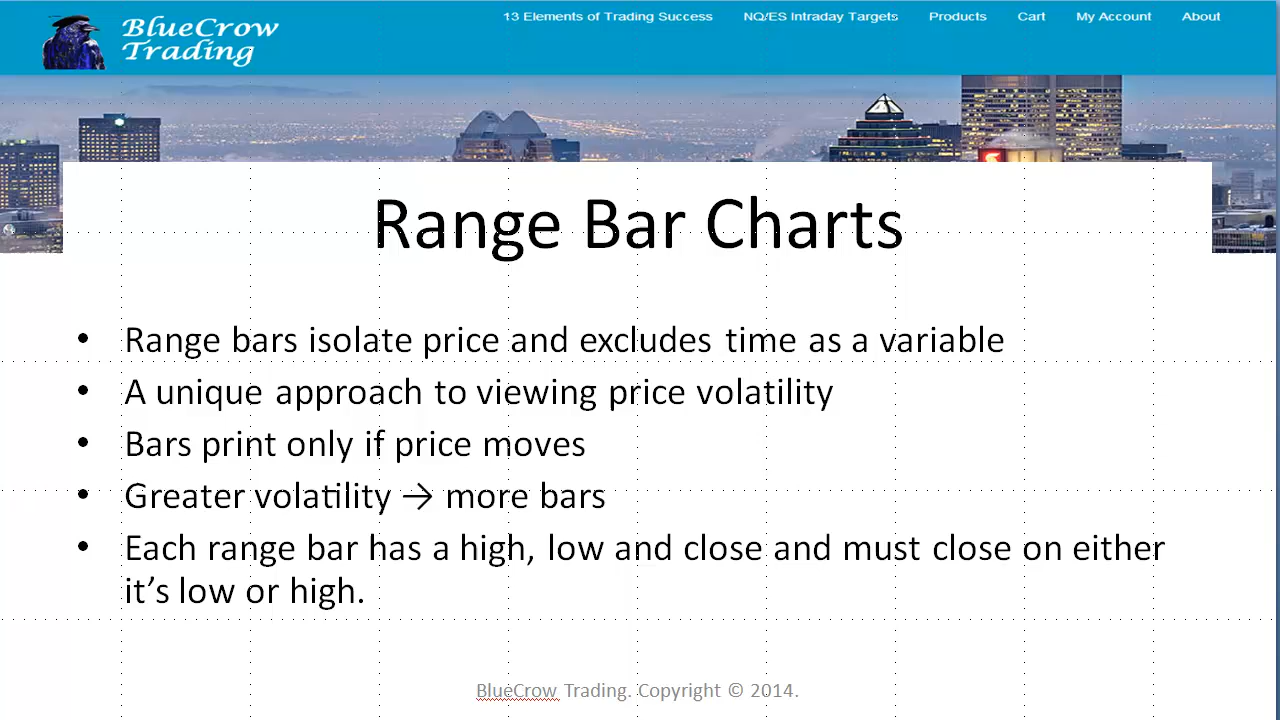 BlueCrow
Trading
13 Elements of Trading Success NQ/ES Intraday Targets Products Cart My Account About
Range Bar Charts
• Range bars isolate price and excludes time as a variable
• A unique approach to viewing price volatility
• Bars print only if price moves
• Greater volatility → more bars
• Each range bar has a high, low and close and must close on either
it’s low or high.
BlueCrow Trading. Copyright © 2014.